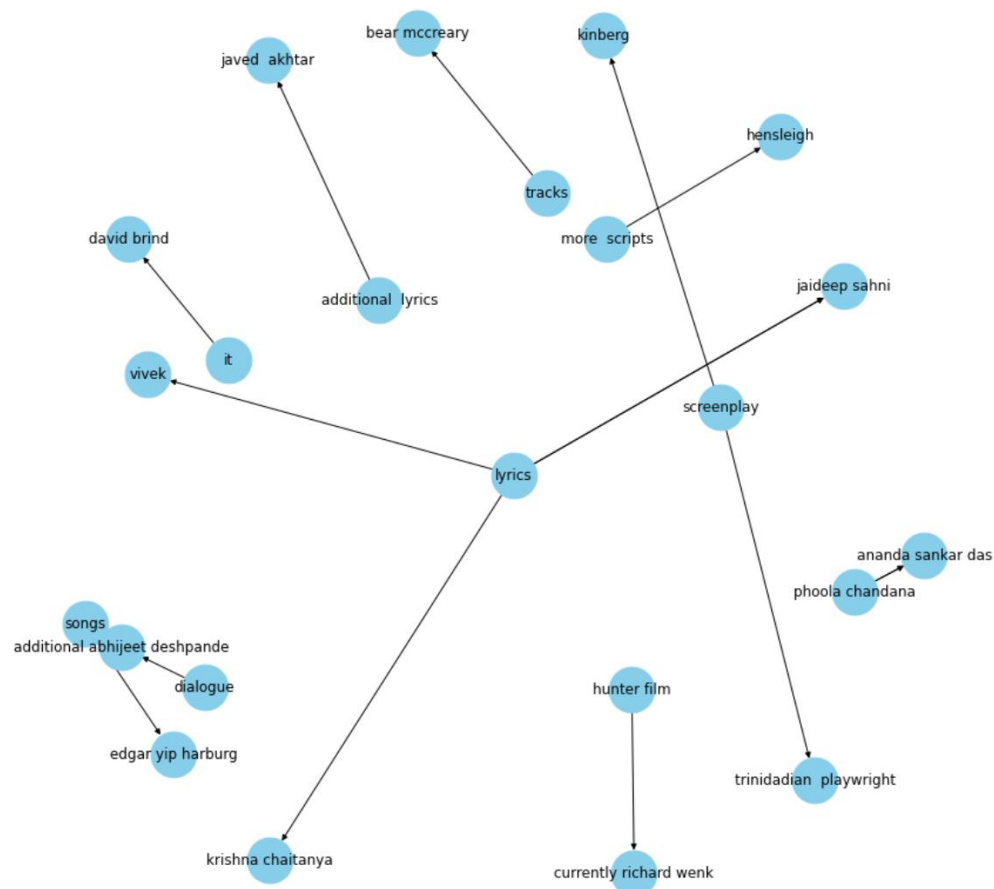 bear mccreary
kinberg
javed  akhtar
hensleigh
tracks
david brind
more  scripts
jaideep sahni
additional  lyrics
it
vivek
screenplay
lyrics
ananda sankar das
phoola chandana
songs
additional abhijeet deshpande
dialogue
hunter film
edgar yip harburg
trinidadian  playwright
krishna chaitanya
currently richard wenk